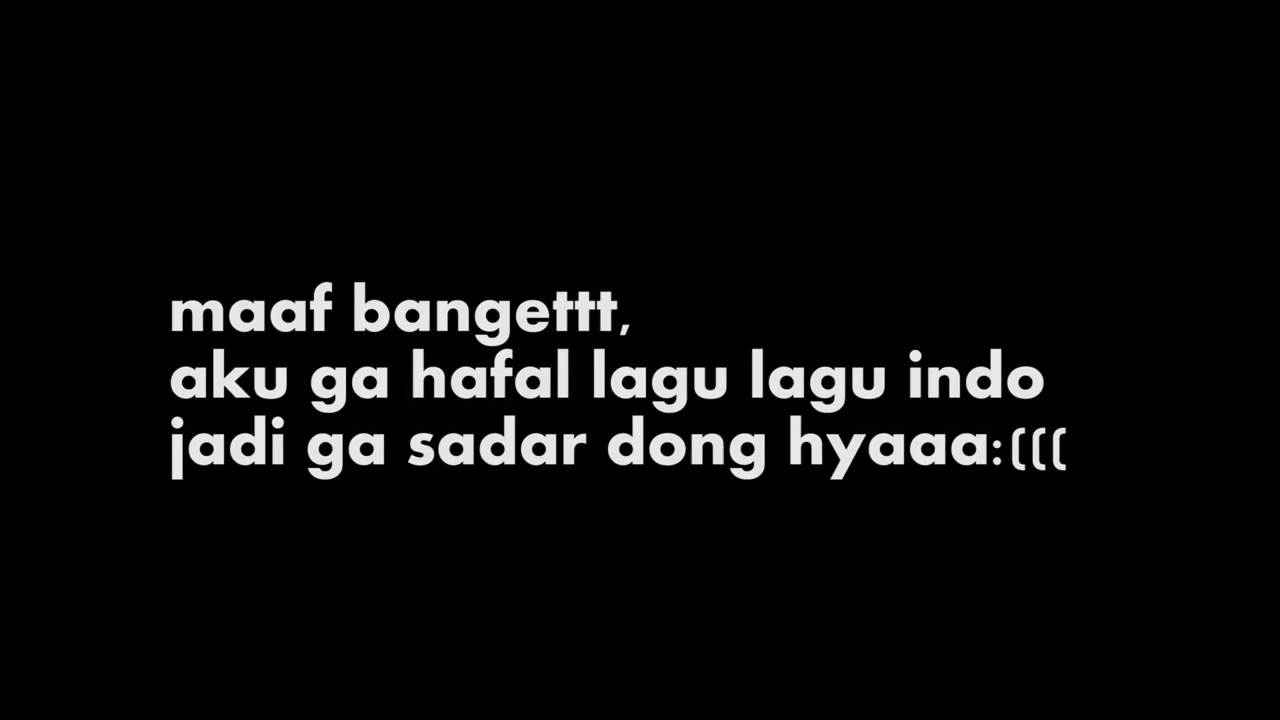 maaf bangettt,
aku ga hafal lagu lagu indo
jadi ga sadar dong hyaaa:(((